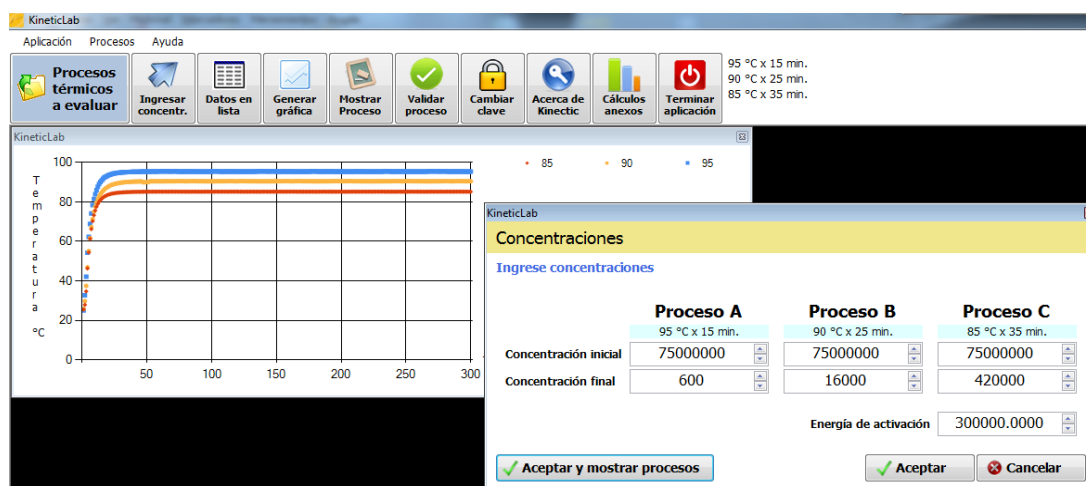 KineticLab
Aplicación Procesos Ayuda
Procesos
térmicos
a evaluar
Ingresar
concentr.
Datos en
lista
Generar
gráfica
Mostrar
Proceso
Validar
proceso
Cambiar
clave
Acerca de
Kinectic
Cálculos
anexos
Terminar
aplicación
95 °C x 15 min.
90 °C x 25 min.
85 °C x 35 min.
KineticLab
Temperatura
°C
100
80
60
40
20
0
50 100 150 200 250 300
85 90 95
KineticLab
Concentraciones
Ingrese concentraciones
Proceso A Proceso B Proceso C
95 °C x 15 min. 90 °C x 25 min. 85 °C x 35 min.
Concentración inicial 75000000 75000000 75000000
Concentración final 600 16000 420000
Energía de activación 300000.0000
Aceptar y mostrar procesos Aceptar Cancelar